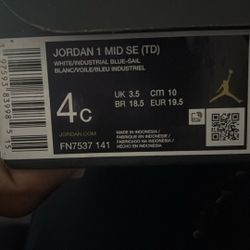 JORDAN 1 MID SE (TD)
WHITE/INDUSTRIAL BLUE-SAIL
BLANC/VOILE/BLEU INDUSTRIEL
4c
UK 3.5 cm 10
BR 18.5 EUR 19.5
JORDAN.COM
FN7537 141
MADE IN INDONESIA
FABRIQUÉ EN INDONÉSIE
FABRICADO NA INDONÉSIA
HECHO EN INDONESIA